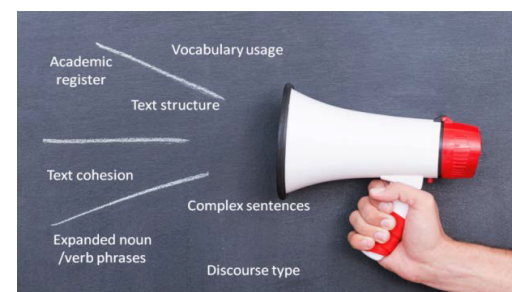 Vocabulary usage
Academic
register
Text structure
Text cohesion
Complex sentences
Expanded noun
/verb phrases
Discourse type